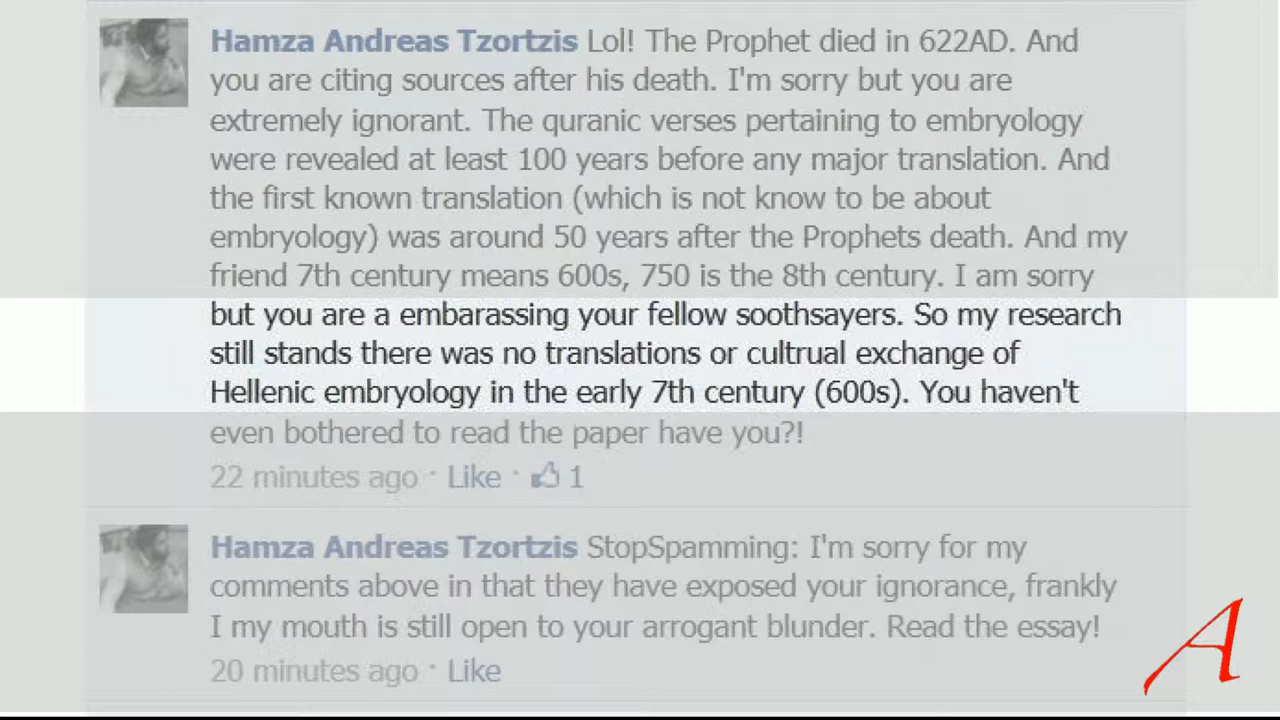 Hamza Andreas Tzortzis Lol! The Prophet died in 622AD. And
you are citing sources after his death. I'm sorry but you are
extremely ignorant. The quranic verses pertaining to embryology
were revealed at least 100 years before any major translation. And
the first known translation (which is not know to be about
embryology) was around 50 years after the Prophets death. And my
friend 7th century means 600s, 750 is the 8th century. I am sorry
but you are a embarassing your fellow soothsayers. So my research
still stands there was no translations or cultrual exchange of
Hellenic embryology in the early 7th century (600s). You haven't
even bothered to read the paper have you?!
22 minutes ago · Like · 1
Hamza Andreas Tzortzis StopSpamming: I'm sorry for my
comments above in that they have exposed your ignorance, frankly
I my mouth is still open to your arrogant blunder. Read the essay!
20 minutes ago · Like
A